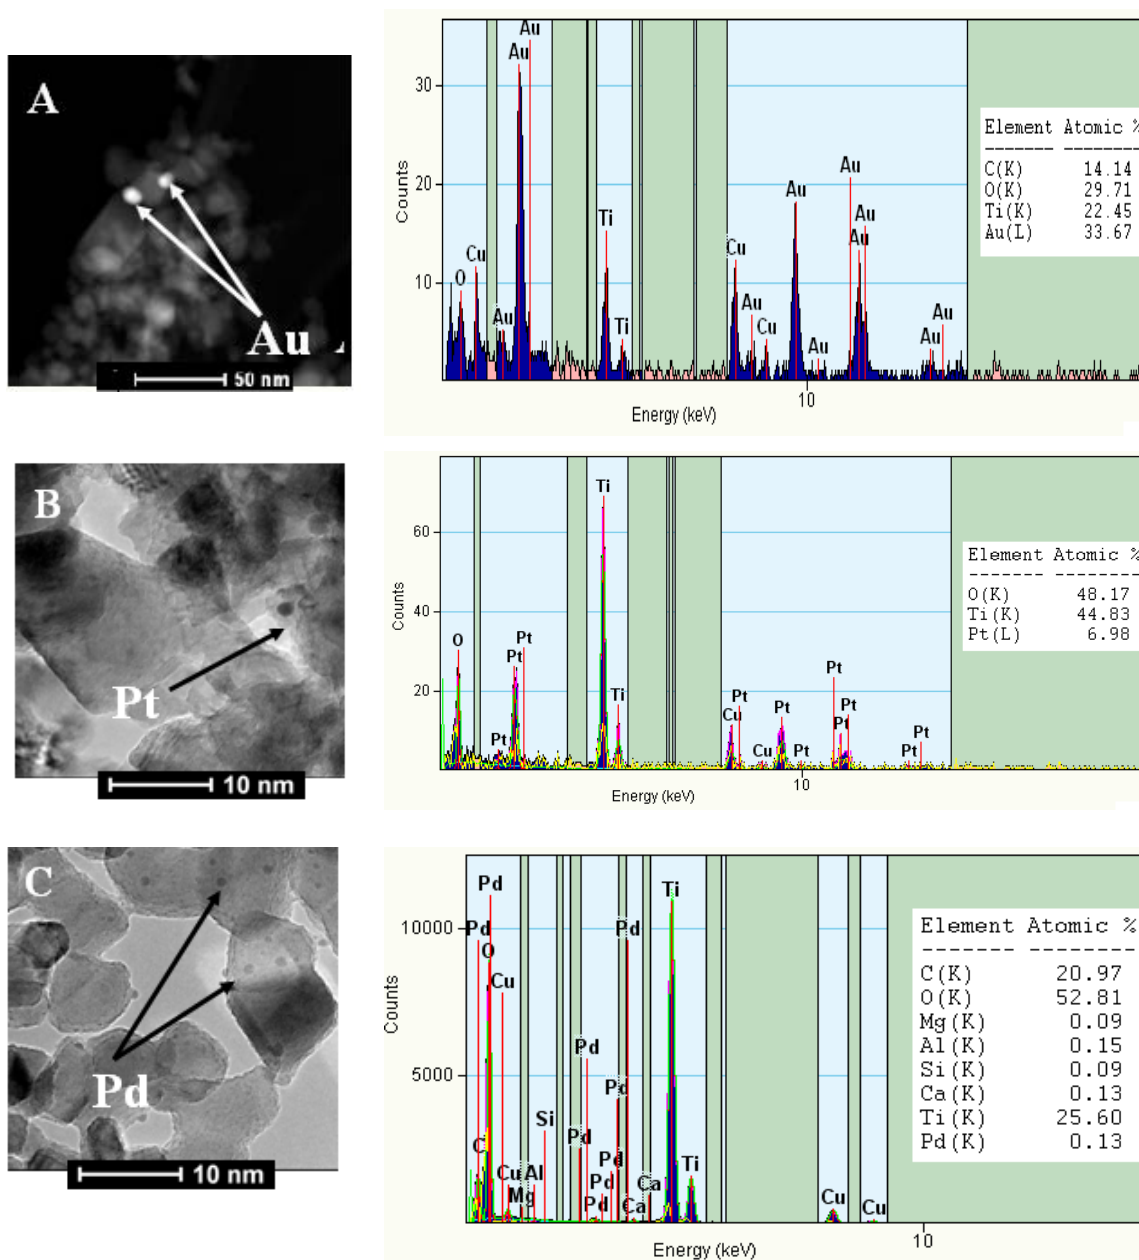 A
Au
50 nm
Counts
30
20
10
O
Cu
Au
Au
Au
Ti
Ti
Cu
Au
Cu
Au
Au
Au
Au
Au
Au
Au
10
Energy (keV)
Element Atomic %
------- --------
C(K) 14.14
O(K) 29.71
Ti(K) 22.45
Au(L) 33.67
B
Pt
10 nm
Counts
60
40
20
O
Pt
Pt
Pt
Ti
Ti
Cu
Pt
Cu
Pt
Pt
Pt
Pt
Pt
Pt
Pt
10
Energy (keV)
Element Atomic %
------- --------
O(K) 48.17
Ti(K) 44.83
Pt(L) 6.98
C
Pd
10 nm
Counts
10000
5000
Pd
Pd
O
Cu
C
Cu
Mg
Al
Si
Pd
Pd
Pd
Pd
Pd
Pd
Pd
Ca
Ca
Ti
Ti
Cu
Cu
10
Energy (keV)
Element Atomic %
------- --------
C(K) 20.97
O(K) 52.81
Mg(K) 0.09
Al(K) 0.15
Si(K) 0.09
Ca(K) 0.13
Ti(K) 25.60
Pd(K) 0.13